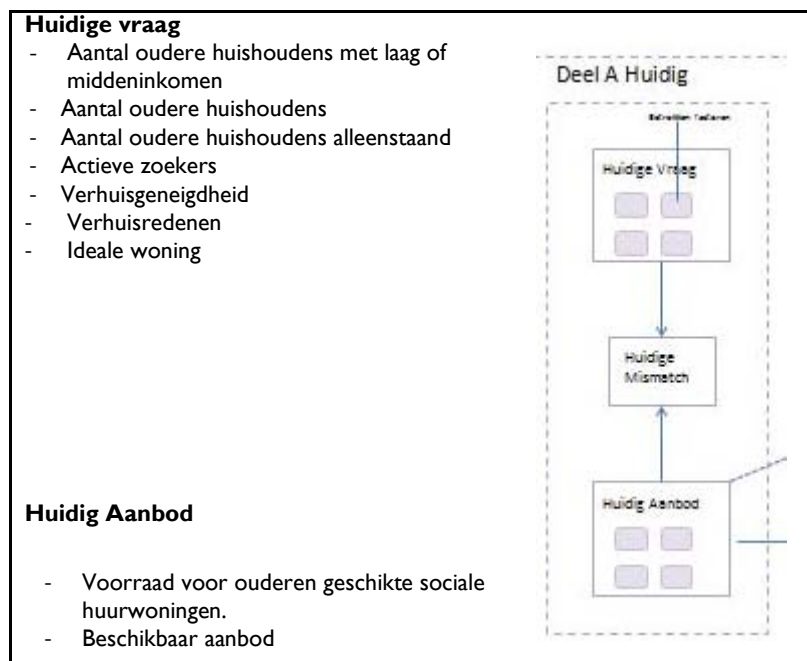 Huidige vraag
- Aantal oudere huishoudens met laag of
middeninkomen
- Aantal oudere huishoudens
- Aantal oudere huishoudens alleenstaand
- Actieve zoekers
- Verhuisgeneigdheid
- Verhuisredenen
- Ideale woning
Huidig Aanbod
- Voorraad voor ouderen geschikte sociale
huurwoningen.
- Beschikbaar aanbod
Deel A Huidig
Huidige Vraag
Huidige
Mismatch
Huidig Aanbod